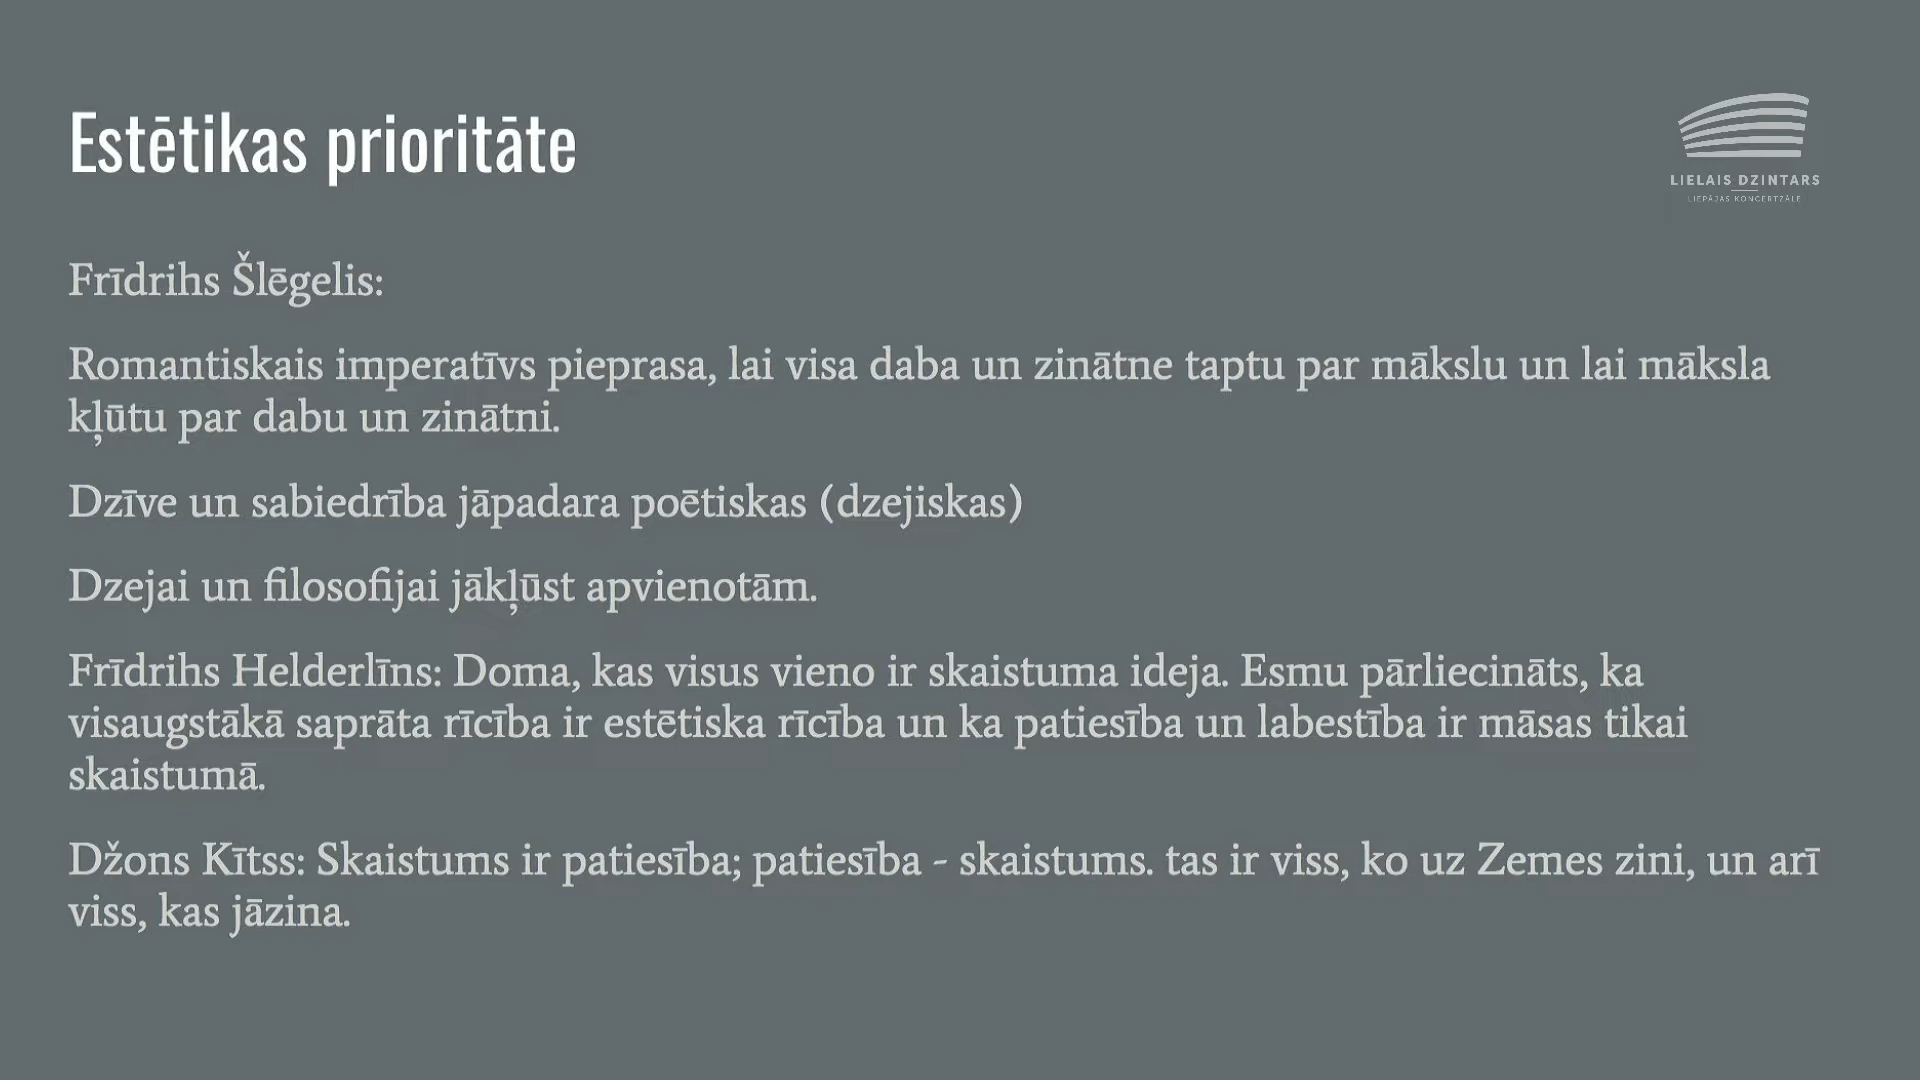 Estētikas prioritāte
LIELAIS DZINTARS
LIEPĀJAS KONCERTZĀLE
Frīdrihs Šlēgelis:
Romantiskais imperatīvs pieprasa, lai visa daba un zinātne taptu par mākslu un lai māksla
kļūtu par dabu un zinātni.
Dzīve un sabiedrība jāpadara poētiskas (dzejiskas)
Dzejai un filosofijai jākļūst apvienotām.
Frīdrihs Helderlīns: Doma, kas visus vieno ir skaistuma ideja. Esmu pārliecināts, ka
visaugstākā saprāta rīcība ir estētiska rīcība un ka patiesība un labestība ir māsas tikai
skaistumā.
Džons Kītss: Skaistums ir patiesība; patiesība - skaistums. tas ir viss, ko uz Zemes zini, un arī
viss, kas jāzina.